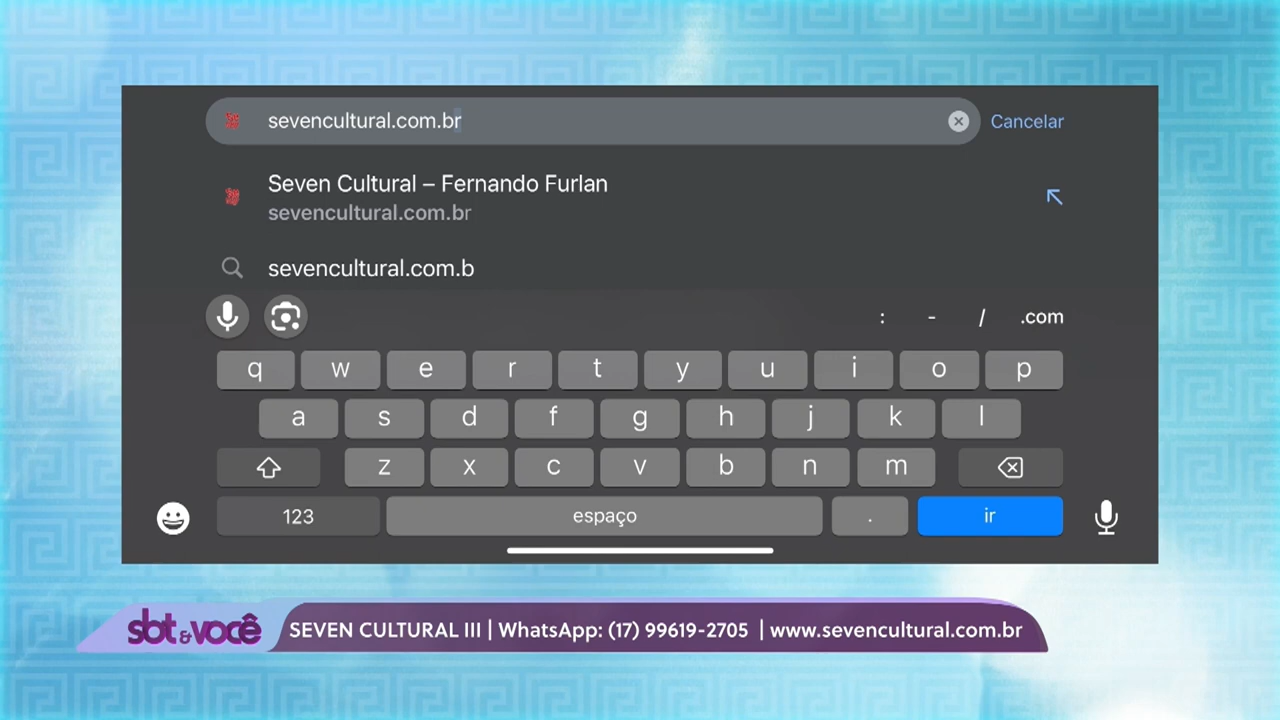 sevencultural.com.br
Cancelar
Seven Cultural – Fernando Furlan
sevencultural.com.br
sevencultural.com.b
: - / .com
q w e r t y u i o p
a s d f g h j k l
z x c v b n m
123 espaço . ir
sbt & você
SEVEN CULTURAL III | WhatsApp: (17) 99619-2705 | www.sevencultural.com.br